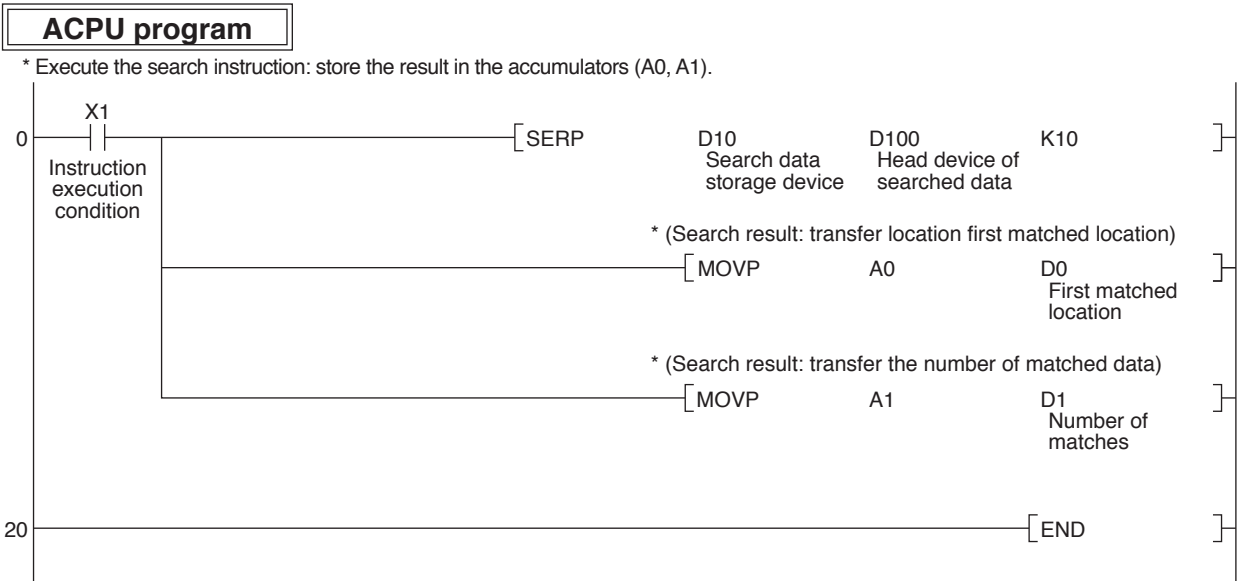 ACPU program
* Execute the search instruction: store the result in the accumulators (A0, A1).
X1
0 SERP D10 D100 K10
Instruction execution condition
Search data storage device
Head device of searched data
* (Search result: transfer location first matched location)
MOVP A0 D0
First matched location
* (Search result: transfer the number of matched data)
MOVP A1 D1
Number of matches
20 END